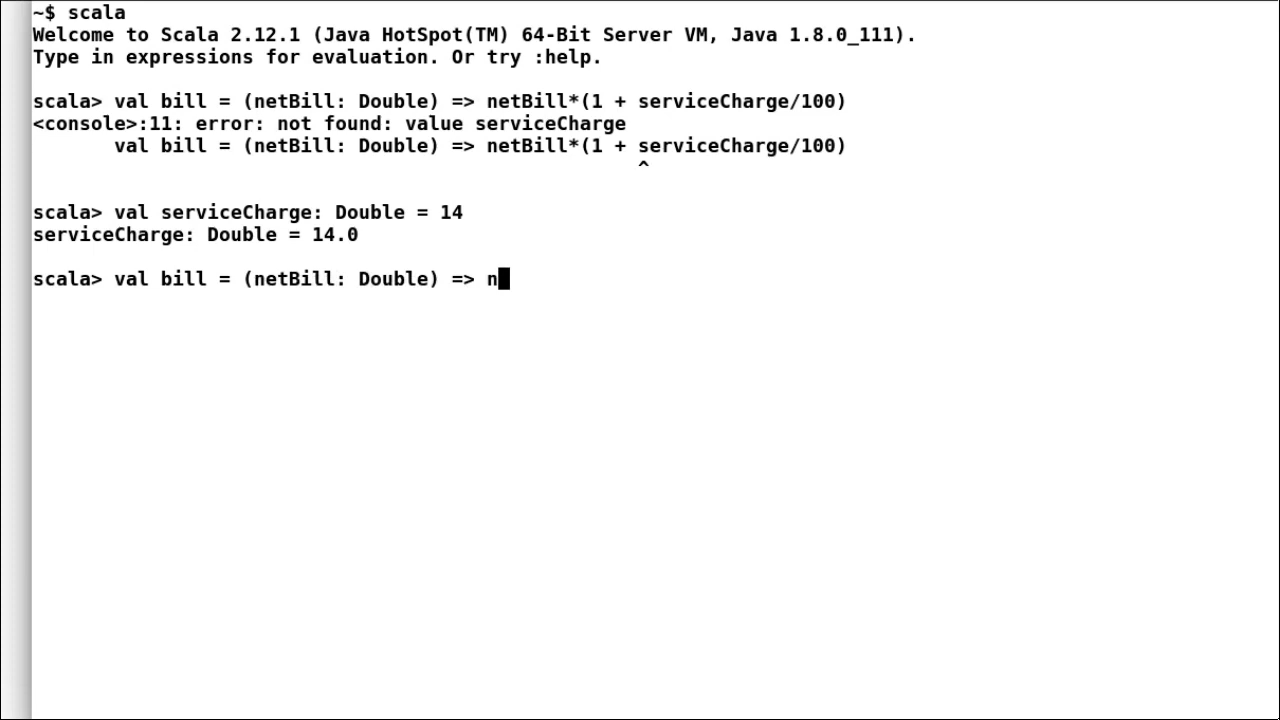 ~$ scala
Welcome to Scala 2.12.1 (Java HotSpot(TM) 64-Bit Server VM, Java 1.8.0_111).
Type in expressions for evaluation. Or try :help.
scala> val bill = (netBill: Double) => netBill*(1 + serviceCharge/100)
<console>:11: error: not found: value serviceCharge
       val bill = (netBill: Double) => netBill*(1 + serviceCharge/100)
                                                    ^
scala> val serviceCharge: Double = 14
serviceCharge: Double = 14.0
scala> val bill = (netBill: Double) => n